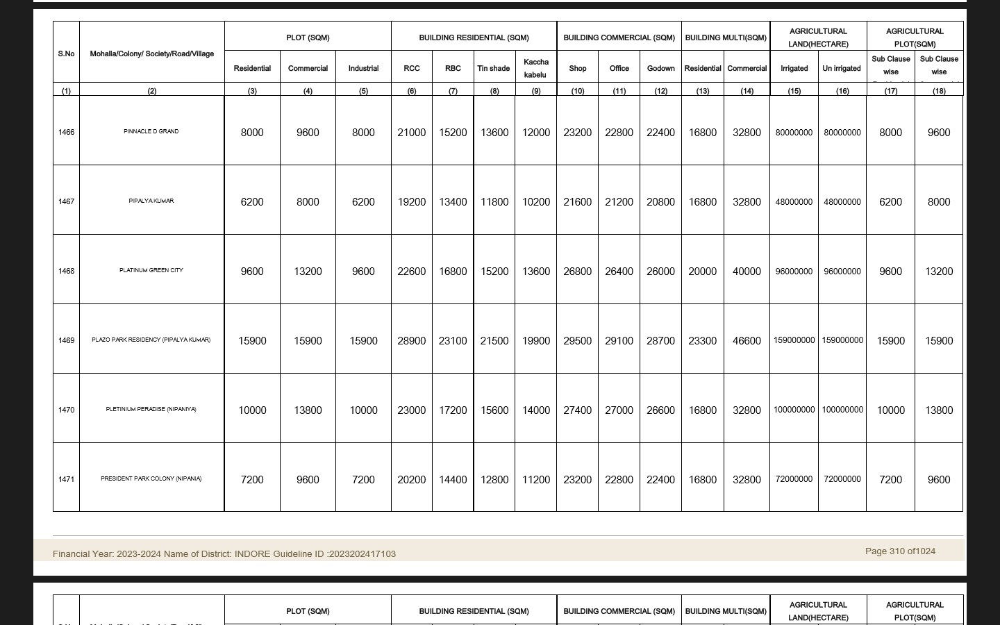 S.No Mohalla/Colony/ Society/Road/Village PLOT (SQM) BUILDING RESIDENTIAL (SQM) BUILDING COMMERCIAL (SQM) BUILDING MULTI(SQM) AGRICULTURAL LAND(HECTARE) AGRICULTURAL PLOT(SQM)
Residential Commercial Industrial RCC RBC Tin shade Kaccha kabelu Shop Office Godown Residential Commercial Irrigated Un irrigated Sub Clause wise Sub Clause wise
(1) (2) (3) (4) (5) (6) (7) (8) (9) (10) (11) (12) (13) (14) (15) (16) (17) (18)
1466 PINNACLE D GRAND 8000 9600 8000 21000 15200 13600 12000 23200 22800 22400 16800 32800 80000000 80000000 8000 9600
1467 PIPALYA KUMAR 6200 8000 6200 19200 13400 11800 10200 21600 21200 20800 16800 32800 48000000 48000000 6200 8000
1468 PLATINUM GREEN CITY 9600 13200 9600 22600 16800 15200 13600 26800 26400 26000 20000 40000 96000000 96000000 9600 13200
1469 PLAZO PARK RESIDENCY (PIPALYA KUMAR) 15900 15900 15900 28900 23100 21500 19900 29500 29100 28700 23300 46600 159000000 159000000 15900 15900
1470 PLETINIUM PERADISE (NIPANIYA) 10000 13800 10000 23000 17200 15600 14000 27400 27000 26600 16800 32800 100000000 100000000 10000 13800
1471 PRESIDENT PARK COLONY (NIPANIA) 7200 9600 7200 20200 14400 12800 11200 23200 22800 22400 16800 32800 72000000 72000000 7200 9600
Financial Year: 2023-2024 Name of District: INDORE Guideline ID :2023202417103 Page 310 of1024
PLOT (SQM) BUILDING RESIDENTIAL (SQM) BUILDING COMMERCIAL (SQM) BUILDING MULTI(SQM) AGRICULTURAL LAND(HECTARE) AGRICULTURAL PLOT(SQM)